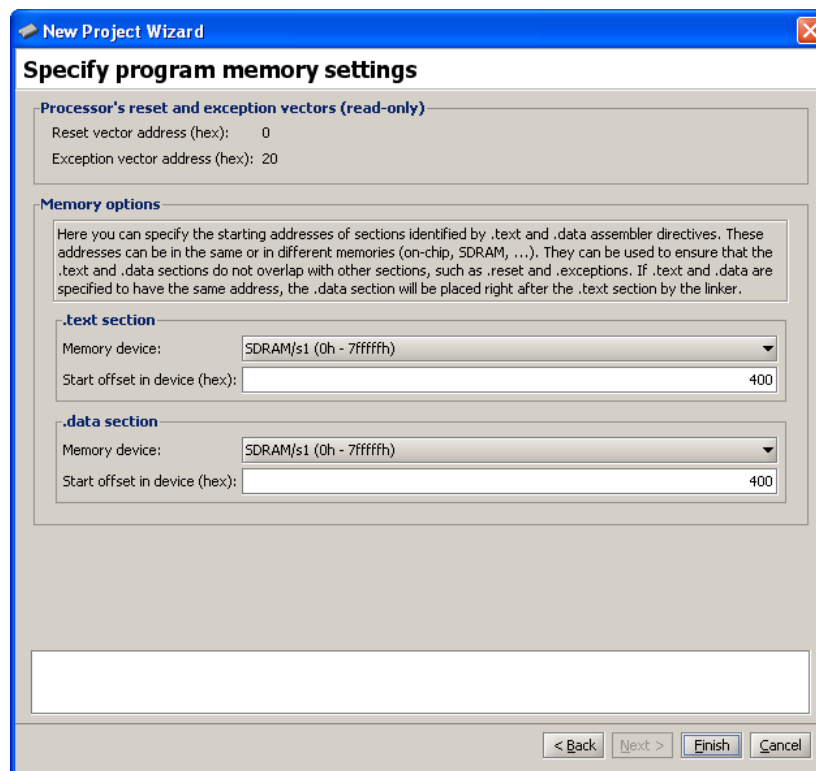 New Project Wizard
Specify program memory settings
Processor's reset and exception vectors (read-only)
Reset vector address (hex): 0
Exception vector address (hex): 20
Memory options
Here you can specify the starting addresses of sections identified by .text and .data assembler directives. These
addresses can be in the same or in different memories (on-chip, SDRAM, ...). They can be used to ensure that the
.text and .data sections do not overlap with other sections, such as .reset and .exceptions. If .text and .data are
specified to have the same address, the .data section will be placed right after the .text section by the linker.
.text section
Memory device: SDRAM/s1 (0h - 7fffffh)
Start offset in device (hex): 400
.data section
Memory device: SDRAM/s1 (0h - 7fffffh)
Start offset in device (hex): 400
< Back Next > Finish Cancel